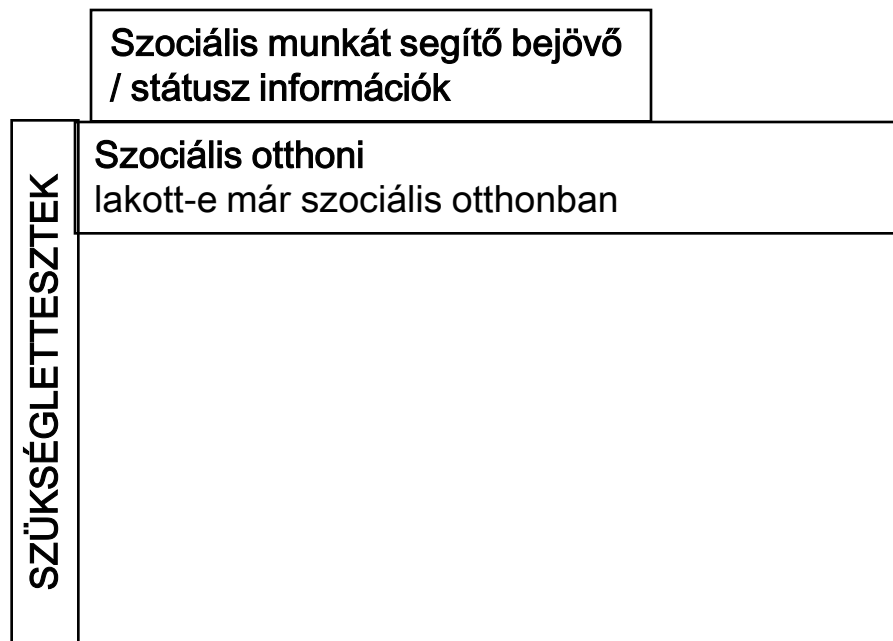 Szociális munkát segítő bejövő
/ státusz információk
Szociális otthoni
lakott-e már szociális otthonban
SZÜKSÉGLETTESZTEK